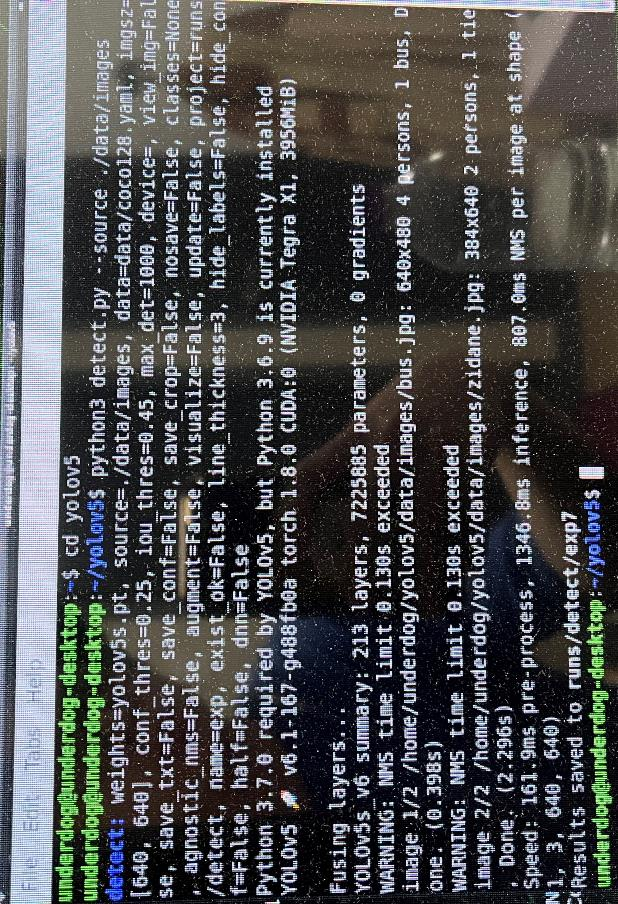 File Edit Tabs Help
underdog@underdog-desktop:~$ cd yolov5
underdog@underdog-desktop:~/yolov5$ python3 detect.py --source ./data/images
detect: weights=yolov5s.pt, source=./data/images, data=data/coco128.yaml, imgsz=
[640, 640], conf_thres=0.25, iou_thres=0.45, max_det=1000, device=, view_img=Fal
se, save_txt=False, save_conf=False, save_crop=False, nosave=False, classes=None
, agnostic_nms=False, augment=False, visualize=False, update=False, project=runs
/detect, name=exp, exist_ok=False, line_thickness=3, hide_labels=False, hide_con
f=False, half=False, dnn=False
Python 3.7.0 required by YOLOv5, but Python 3.6.9 is currently installed
YOLOv5 🚀 v6.1-167-g488fb0a torch 1.8.0 CUDA:0 (NVIDIA Tegra X1, 3956MiB)
Fusing layers...
YOLOv5s_v6 summary: 213 layers, 7225885 parameters, 0 gradients
WARNING: NMS time limit 0.130s exceeded
image 1/2 /home/underdog/yolov5/data/images/bus.jpg: 640x480 4 persons, 1 bus, D
one. (0.398s)
WARNING: NMS time limit 0.130s exceeded
image 2/2 /home/underdog/yolov5/data/images/zidane.jpg: 384x640 2 persons, 1 tie
, Done. (2.296s)
Speed: 161.9ms pre-process, 1346.8ms inference, 807.0ms NMS per image at shape (
1, 3, 640, 640)
Results saved to runs/detect/exp7
underdog@underdog-desktop:~/yolov5$